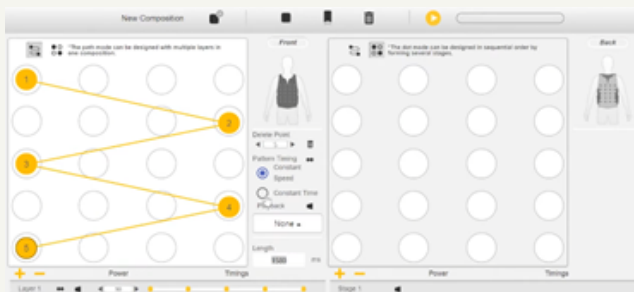 New Composition
"The path mode can be designed with multiple layers in
one composition.
Front
"The dot mode can be designed in sequential order by
forming several stages.
Back
1
2
3
4
5
Delete Point
Pattern Timing
Constant
Speed
Constant Time
Playback
None
Length
ms
Power
Timings
Power
Timings
Layer 1
Stage 1